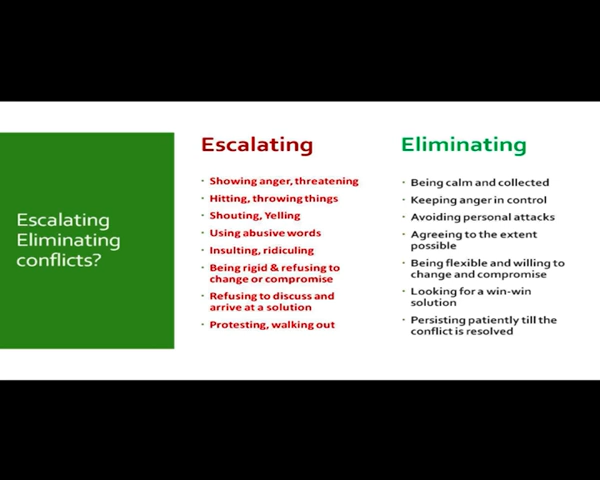 Escalating
Eliminating
conflicts?
Escalating
• Showing anger, threatening
• Hitting, throwing things
• Shouting, Yelling
• Using abusive words
• Insulting, ridiculing
• Being rigid & refusing to
change or compromise
• Refusing to discuss and
arrive at a solution
• Protesting, walking out
Eliminating
• Being calm and collected
• Keeping anger in control
• Avoiding personal attacks
• Agreeing to the extent
possible
• Being flexible and willing to
change and compromise
• Looking for a win-win
solution
• Persisting patiently till the
conflict is resolved